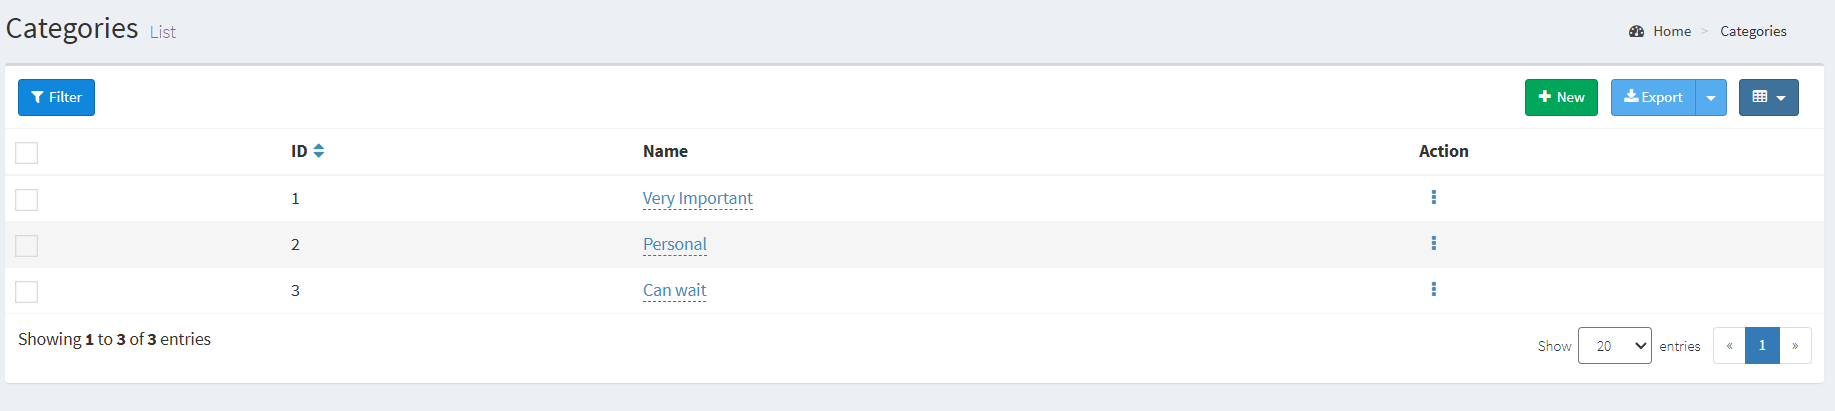 Categories List
Home > Categories
Filter
New Export
ID Name Action
1 Very Important
2 Personal
3 Can wait
Showing 1 to 3 of 3 entries
Show 20 entries « 1 »